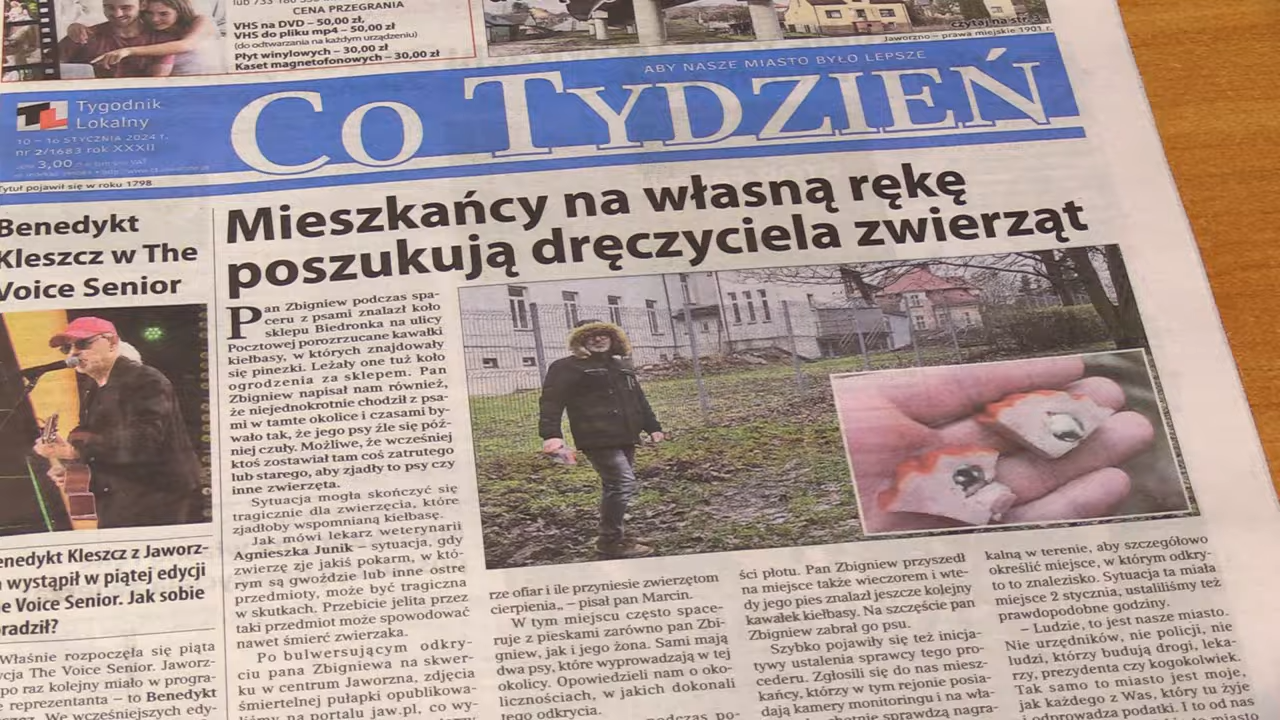 CENA PRZEGRANIA
VHS na DVD – 50,00 zł,
VHS do pliku mp4 – 50,00 zł
(do odtwarzania na każdym urządzeniu)
Płyt winylowych – 30,00 zł
Kaset magnetofonowych – 30,00 zł
czytaj na str.
Jaworzno – prawa miejskie 1901 r.
TL Tygodnik
Lokalny
10 – 16 STYCZNIA 2024 r.
nr 2/1683 rok XXXII
3,00
Tytuł pojawił się w roku 1798
ABY NASZE MIASTO BYŁO LEPSZE
CO TYDZIEŃ
Benedykt
Kleszcz w The
Voice Senior
enedykt Kleszcz z Jaworz-
wystąpił w piątej edycji
e Voice Senior. Jak sobie
oradził?
Właśnie rozpoczęła się piąta
ycja The Voice Senior. Jaworz-
po raz kolejny miało w progra-
e reprezentanta – to Benedykt
We wcześniejszych edy-
Mieszkańcy na własną rękę
poszukują dręczyciela zwierząt
Pan Zbigniew podczas spa-
ceru z psami znalazł koło
sklepu Biedronka na ulicy
Pocztowej porozrzucane kawałki
kiełbasy, w których znajdowały
się pinezki. Leżały one tuż koło
ogrodzenia za sklepem. Pan
Zbigniew napisał nam również,
że niejednokrotnie chodził z psa-
mi w tamte okolice i czasami by-
wało tak, że jego psy źle się póź-
niej czuły. Możliwe, że wcześniej
ktoś zostawiał tam coś zatrutego
lub starego, aby zjadły to psy czy
inne zwierzęta.
Sytuacja mogła skończyć się
tragicznie dla zwierzęcia, które
zjadłoby wspomnianą kiełbasę.
Jak mówi lekarz weterynarii
Agnieszka Junik – sytuacja, gdy
zwierzę zje jakiś pokarm, w któ-
rym są gwoździe lub inne ostre
przedmioty, może być tragiczna
w skutkach. Przebicie jelita przez
taki przedmiot może spowodować
nawet śmierć zwierzaka.
Po bulwersującym odkry-
ciu pana Zbigniewa na skwer-
ku w centrum Jaworzna, zdjęcia
śmiertelnej pułapki opublikowa-
liśmy na portalu jaw.pl, co wy-
rze ofiar i ile przyniesie zwierzętom
cierpienia„ – pisał pan Marcin.
W tym miejscu często space-
ruje z pieskami zarówno pan Zbi-
gniew, jak i jego żona. Sami mają
dwa psy, które wyprowadzają w tej
okolicy. Opowiedzieli nam o oko-
licznościach, w jakich dokonali
tego odkrycia.
podczas po-
ści płotu. Pan Zbigniew przyszedł
na miejsce także wieczorem i wte-
dy jego pies znalazł jeszcze kolejny
kawałek kiełbasy. Na szczęście pan
Zbigniew zabrał go psu.
Szybko pojawiły się też inicja-
tywy ustalenia sprawcy tego pro-
cederu. Zgłosili się do nas miesz-
kańcy, którzy w tym rejonie posia-
dają kamery monitorują i na wła-
sprawdzą nagra-
kalną w terenie, aby szczegółowo
określić miejsce, w którym odkry-
to to znalezisko. Sytuacja ta miała
miejsce 2 stycznia, ustaliliśmy też
prawdopodobne godziny.
– Ludzie, to jest nasze miasto.
Nie urzędników, nie policji, nie
ludzi, którzy budują drogi, leka-
rzy, prezydenta czy kogokolwiek.
Tak samo to miasto jest moje,
jak każdego z Was, który tu żyje
i odprowadza podatki. I to od nas